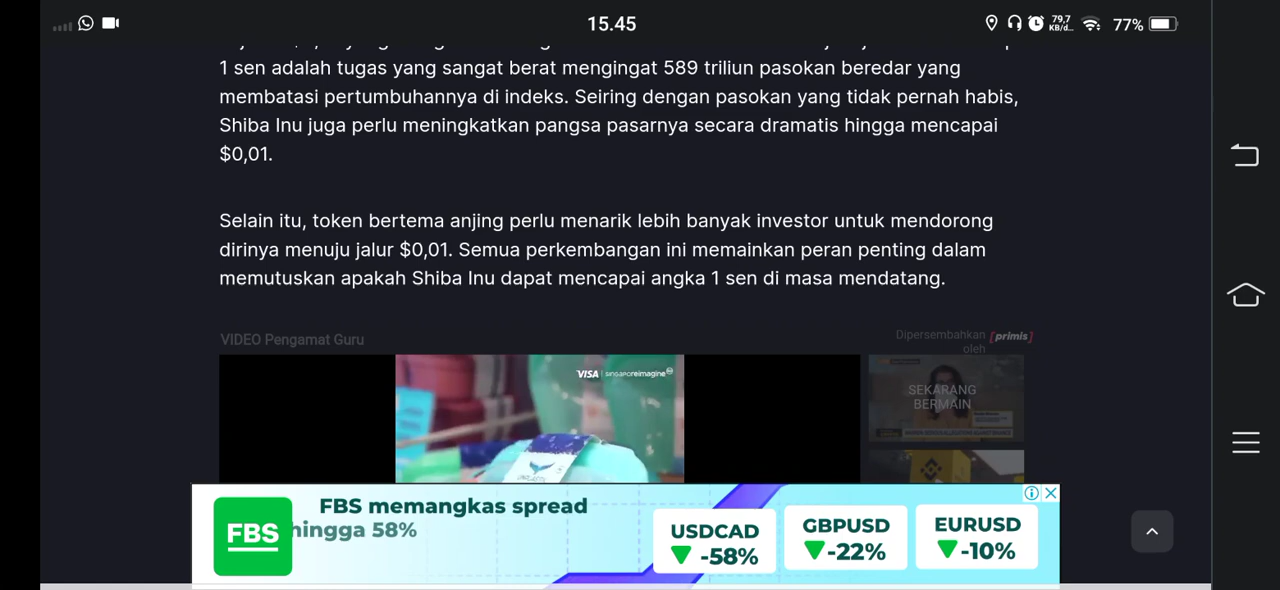 15.45
79,7
KB/d...
77%
1 sen adalah tugas yang sangat berat mengingat 589 triliun pasokan beredar yang
membatasi pertumbuhannya di indeks. Seiring dengan pasokan yang tidak pernah habis,
Shiba Inu juga perlu meningkatkan pangsa pasarnya secara dramatis hingga mencapai
$0,01.
Selain itu, token bertema anjing perlu menarik lebih banyak investor untuk mendorong
dirinya menuju jalur $0,01. Semua perkembangan ini memainkan peran penting dalam
memutuskan apakah Shiba Inu dapat mencapai angka 1 sen di masa mendatang.
VIDEO Pengamat Guru
Dipersembahkan
oleh
[primis]
VISA | singaporeimagine
SEKARANG
BERMAIN
FBS
FBS memangkas spread
hingga 58%
USDCAD
-58%
GBPUSD
-22%
EURUSD
-10%